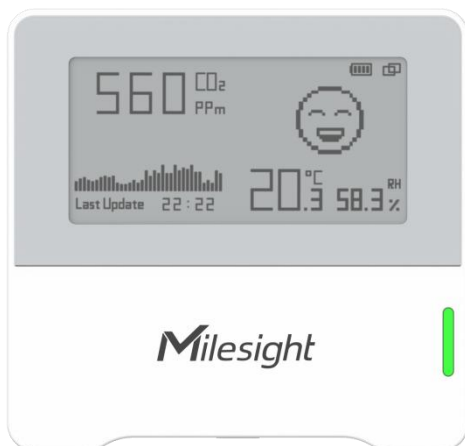 560 CO₂
PPm
Last Update 22:22
20.3 °C 58.3 RH %
Milesight